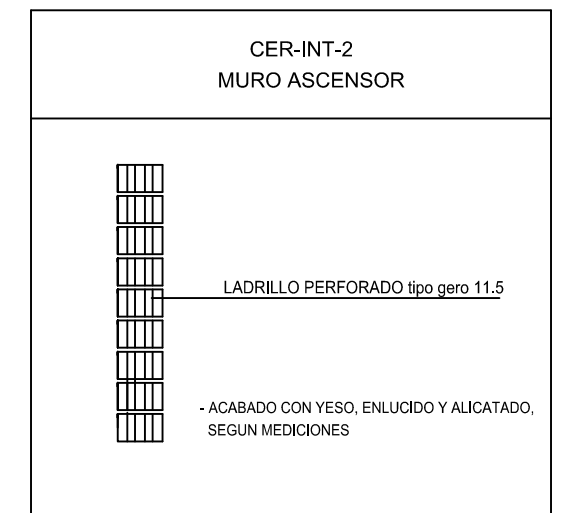 CER-INT-2
MURO ASCENSOR
LADRILLO PERFORADO tipo gero 11.5
- ACABADO CON YESO, ENLUCIDO Y ALICATADO,
SEGUN MEDICIONES